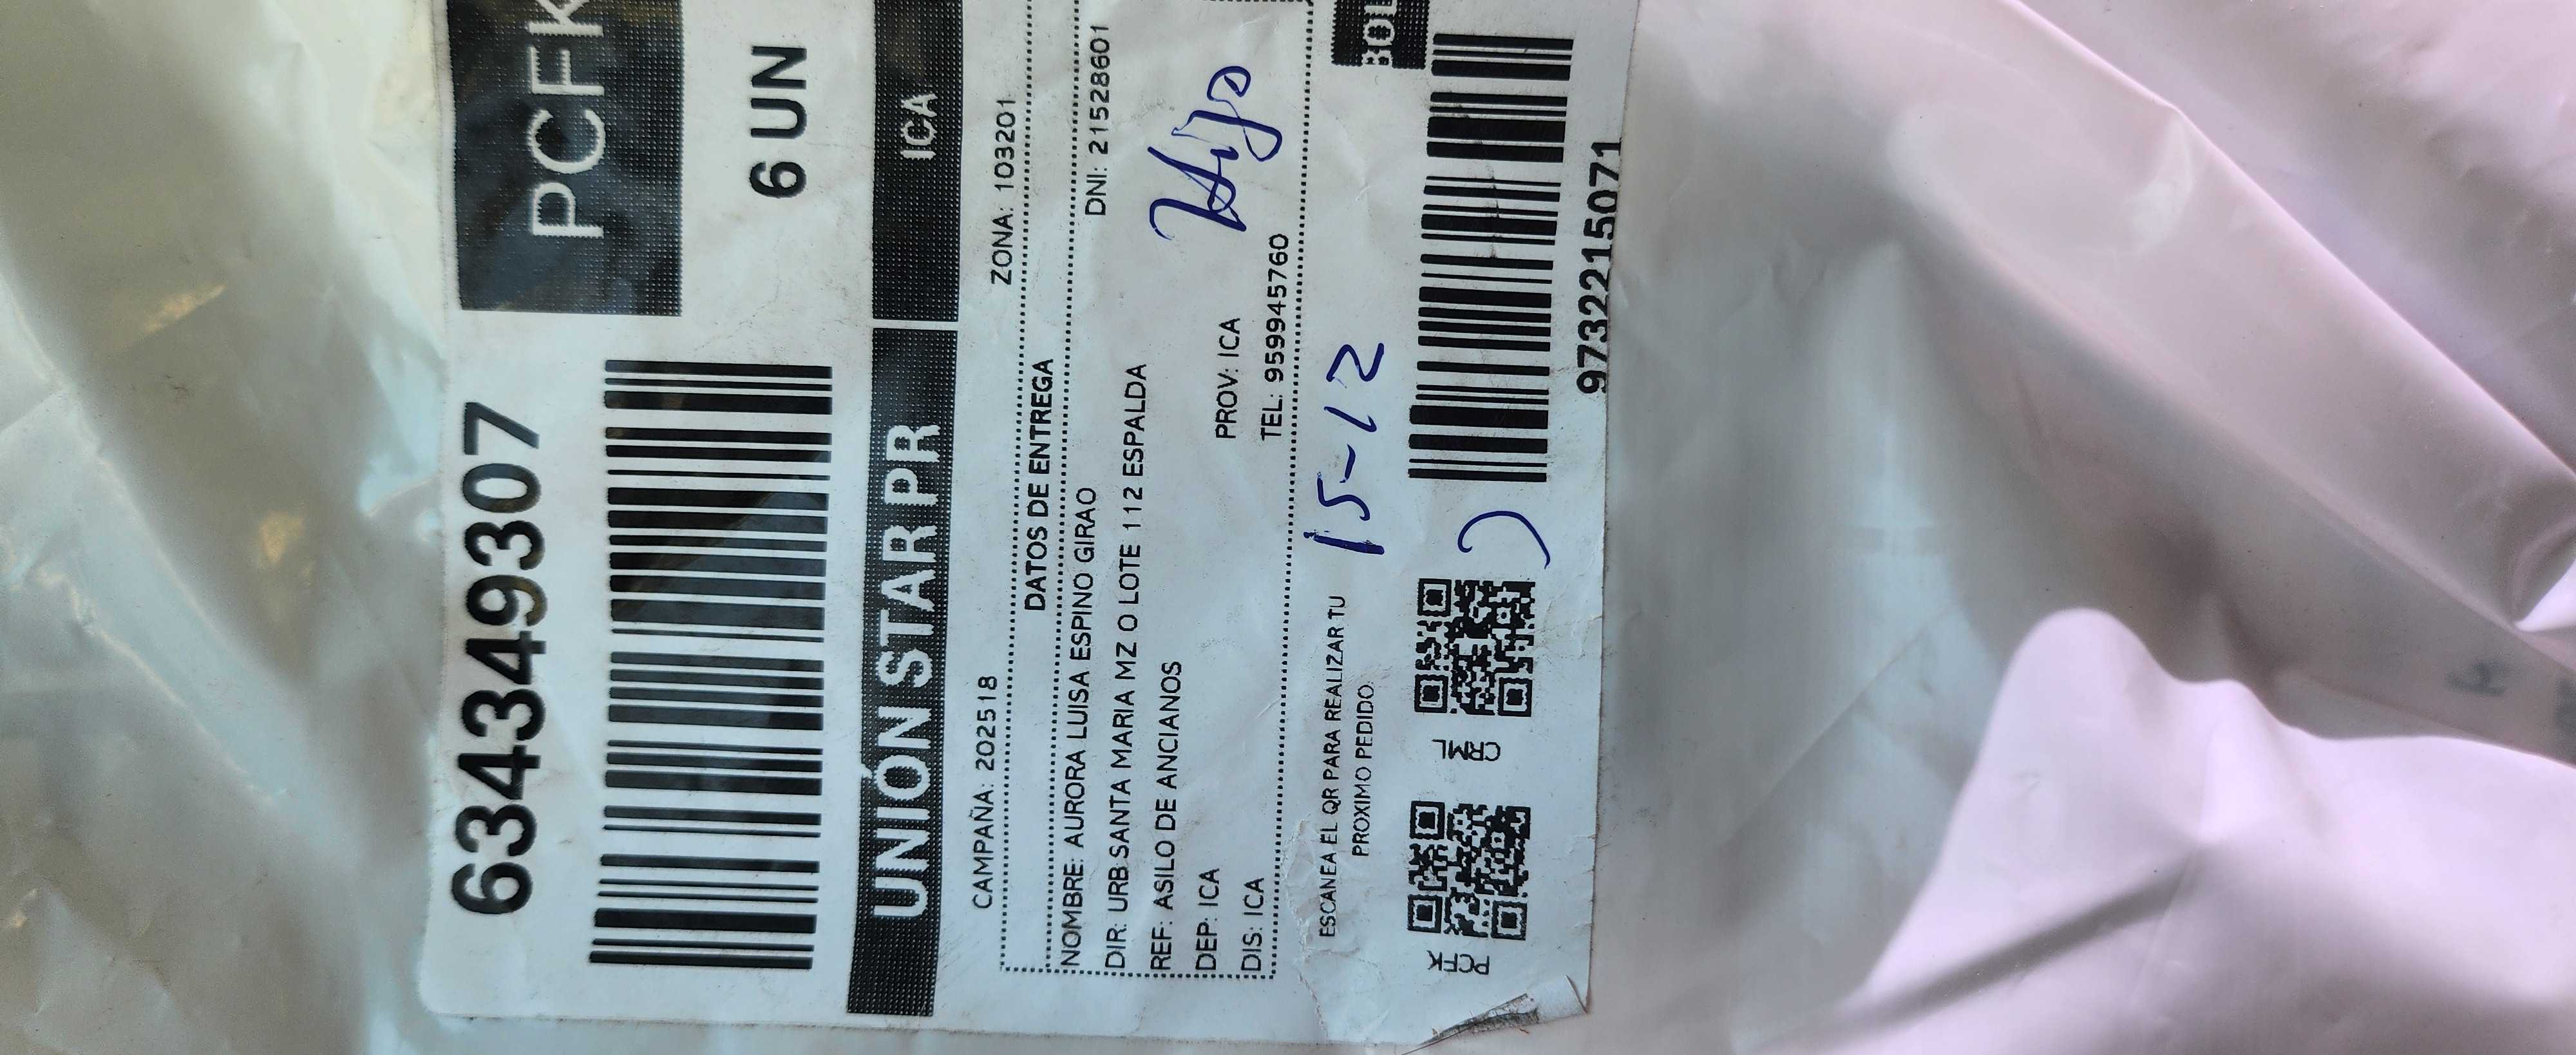 6343449307
PCFK
6 UN
UNIÓN STAR PR
ICA
CAMPAÑA: 202518
ZONA: 103201
DATOS DE ENTREGA
NOMBRE: AURORA LUISA ESPINO GIRAO
DNI: 21528601
DIR: URB SANTA MARIA MZ O LOTE 112 ESPALDA
REF: ASILO DE ANCIANOS
Hijo
DEP: ICA
PROV: ICA
DIS: ICA
TEL: 959945760
ESCANEA EL QR PARA REALIZAR TU
PROXIMO PEDIDO.
15-12
PCFK
CRML
9732215071